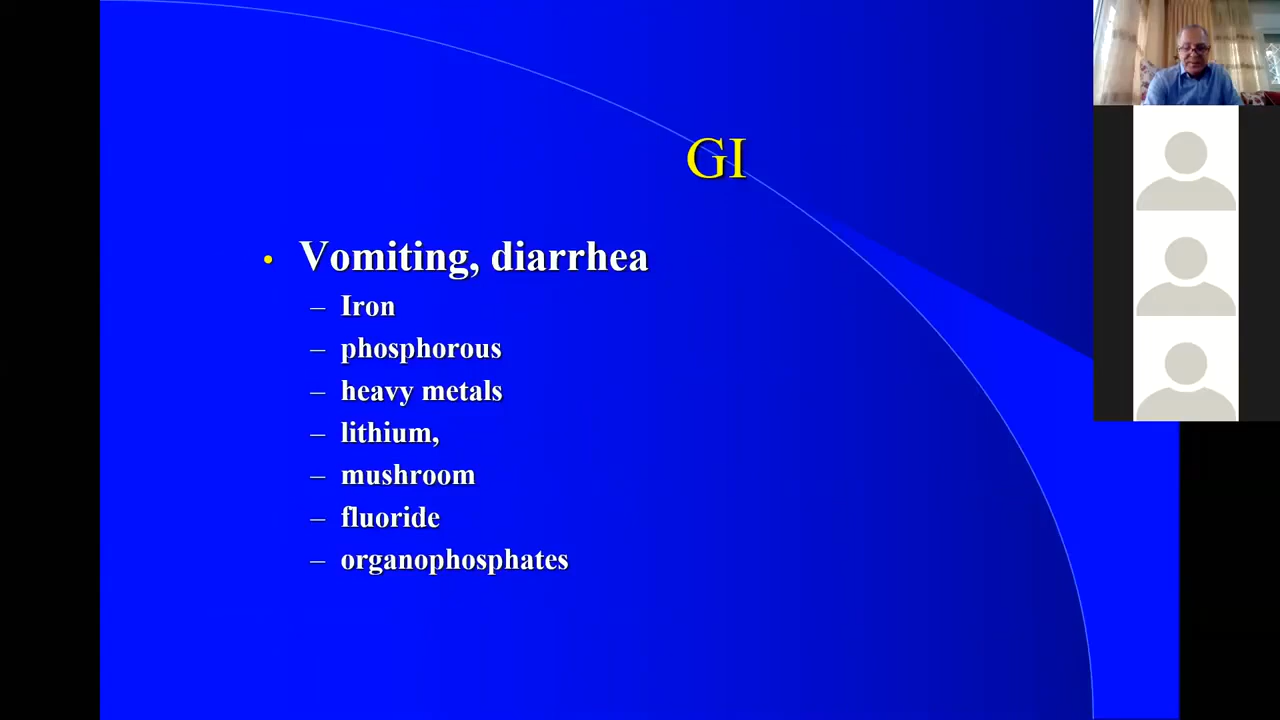 GI
• Vomiting, diarrhea
– Iron
– phosphorous
– heavy metals
– lithium,
– mushroom
– fluoride
– organophosphates